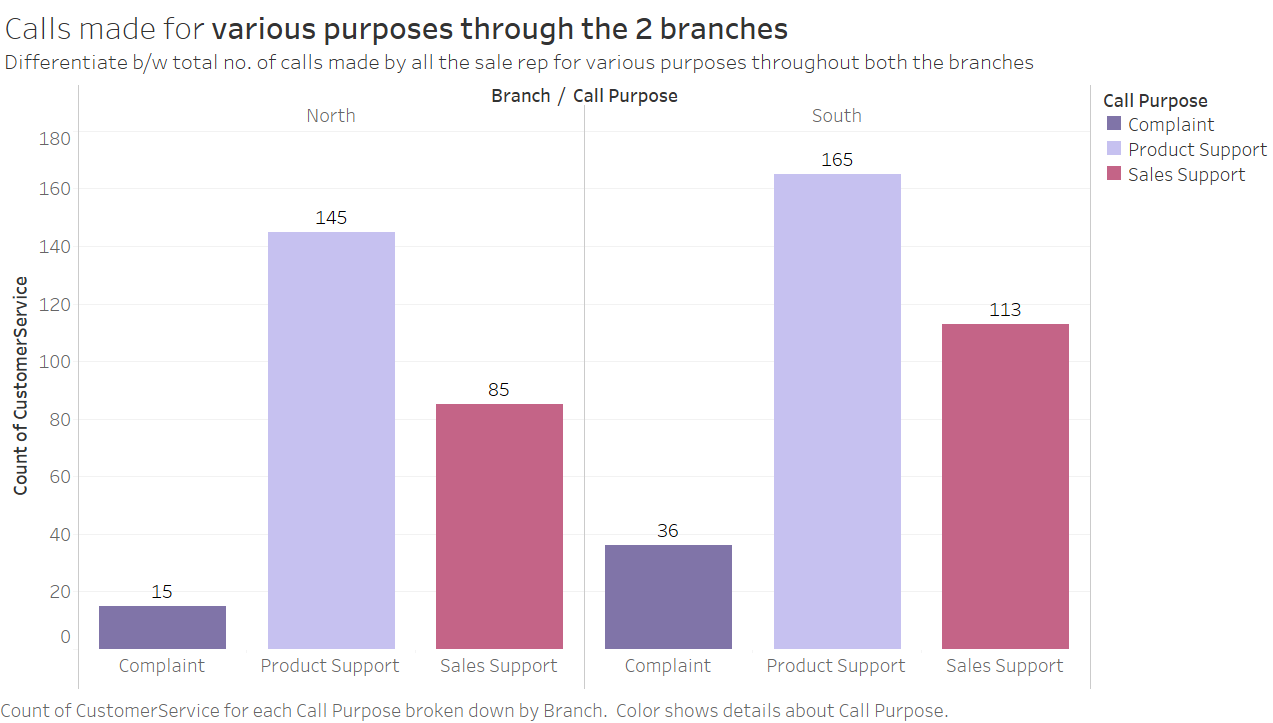 Calls made for various purposes through the 2 branches
Differentiate b/w total no. of calls made by all the sale rep for various purposes throughout both the branches
Branch / Call Purpose
North
South
Count of CustomerService
180
160
140
120
100
80
60
40
20
0
15
145
85
36
165
113
Complaint
Product Support
Sales Support
Complaint
Product Support
Sales Support
Call Purpose
Complaint
Product Support
Sales Support
Count of CustomerService for each Call Purpose broken down by Branch. Color shows details about Call Purpose.